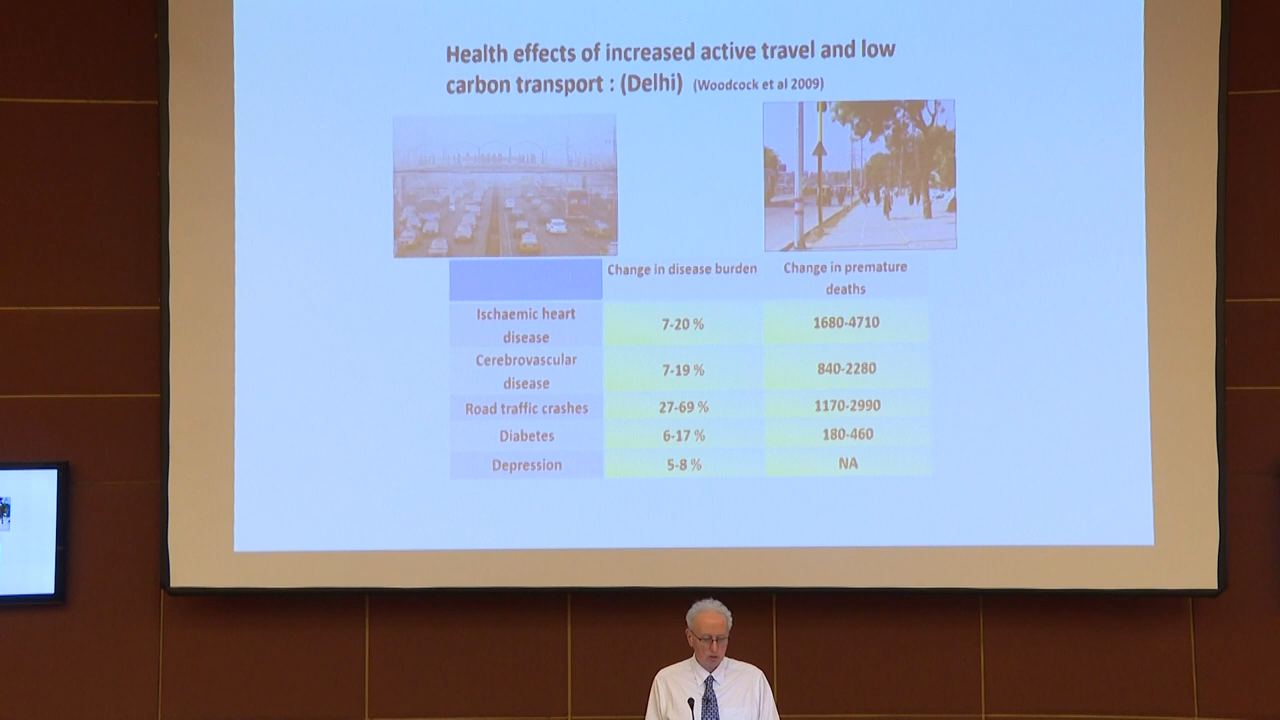 Health effects of increased active travel and low
carbon transport : (Delhi) (Woodcock et al 2009)
Change in disease burden
Change in premature
deaths
Ischaemic heart
disease
7-20 %
1680-4710
Cerebrovascular
disease
7-19 %
840-2280
Road traffic crashes
27-69 %
1170-2990
Diabetes
6-17 %
180-460
Depression
5-8 %
NA